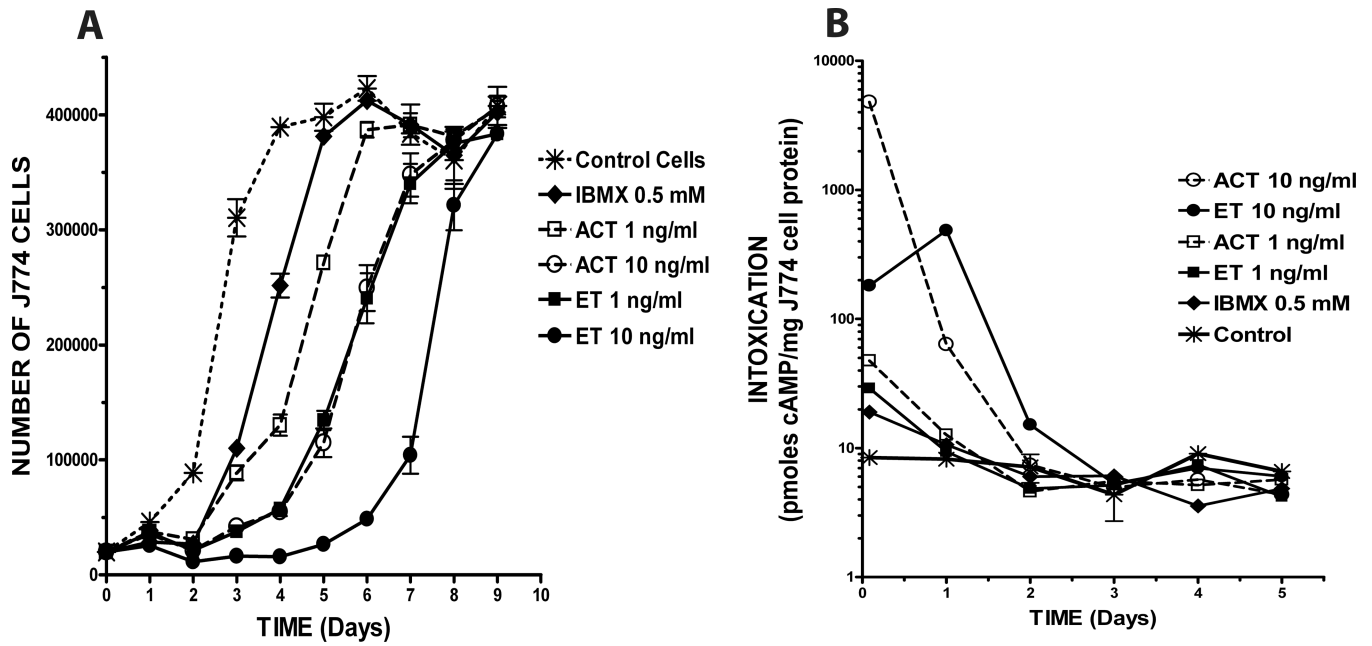 A
NUMBER OF J774 CELLS
400000
300000
200000
100000
0
0 1 2 3 4 5 6 7 8 9 10
TIME (Days)
Control Cells
IBMX 0.5 mM
ACT 1 ng/ml
ACT 10 ng/ml
ET 1 ng/ml
ET 10 ng/ml
B
INTOXICATION
(pmoles cAMP/mg J774 cell protein)
10000
1000
100
10
1
0 1 2 3 4 5
TIME (Days)
ACT 10 ng/ml
ET 10 ng/ml
ACT 1 ng/ml
ET 1 ng/ml
IBMX 0.5 mM
Control